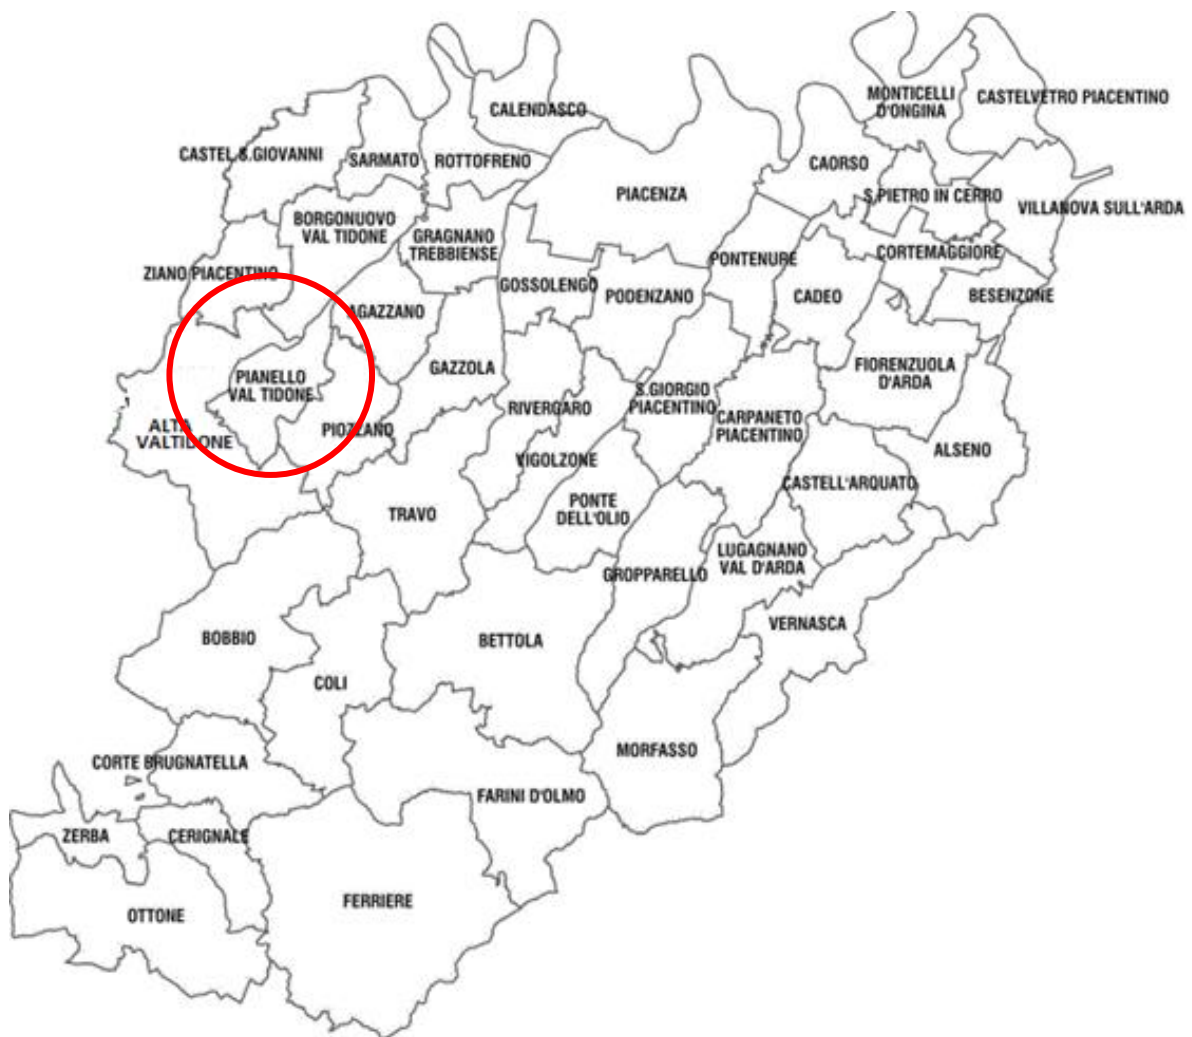 CALENDASCO
MONTICELLI
D'ONGINA
CASTELVETRO PIACENTINO
CASTEL S.GIOVANNI
SARMATO
ROTTOFRENO
CAORSO
PIACENZA
S.PIETRO IN CERRO
VILLANOVA SULL'ARDA
BORGONUOVO
VAL TIDONE
GRAGNANO
TREBBIENSE
ZIANO PIACENTINO
GOSSOLENGO
PODENZANO
PONTENURE
CADEO
CORTEMAGGIORE
BESENZONE
AGAZZANO
GAZZOLA
FIORENZUOLA
D'ARDA
PIANELLO
VAL TIDONE
S.GIORGIO
PIACENTINO
RIVERGARO
CARPANETO
PIACENTINO
ALTA
VALTIDONE
PIOZZANO
VIGOLZONE
ALSENO
CASTELL'ARQUATO
TRAVO
PONTE
DELL'OLIO
LUGAGNANO
VAL D'ARDA
GROPPARELLO
VERNASCA
BOBBIO
BETTOLA
COLI
MORFASSO
CORTE BRUGNATELLA
FARINI D'OLMO
ZERBA
CERIGNALE
FERRIERE
OTTONE